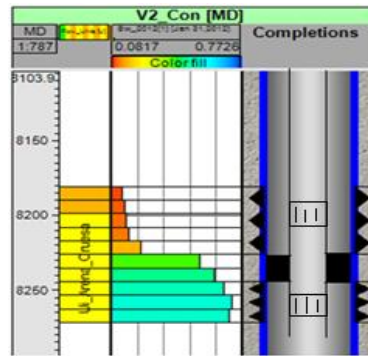 V2_Con [MD]
MD
1:787
0.0817 0.7726
Color fill
Completions
8103.9
8150
8200
8250